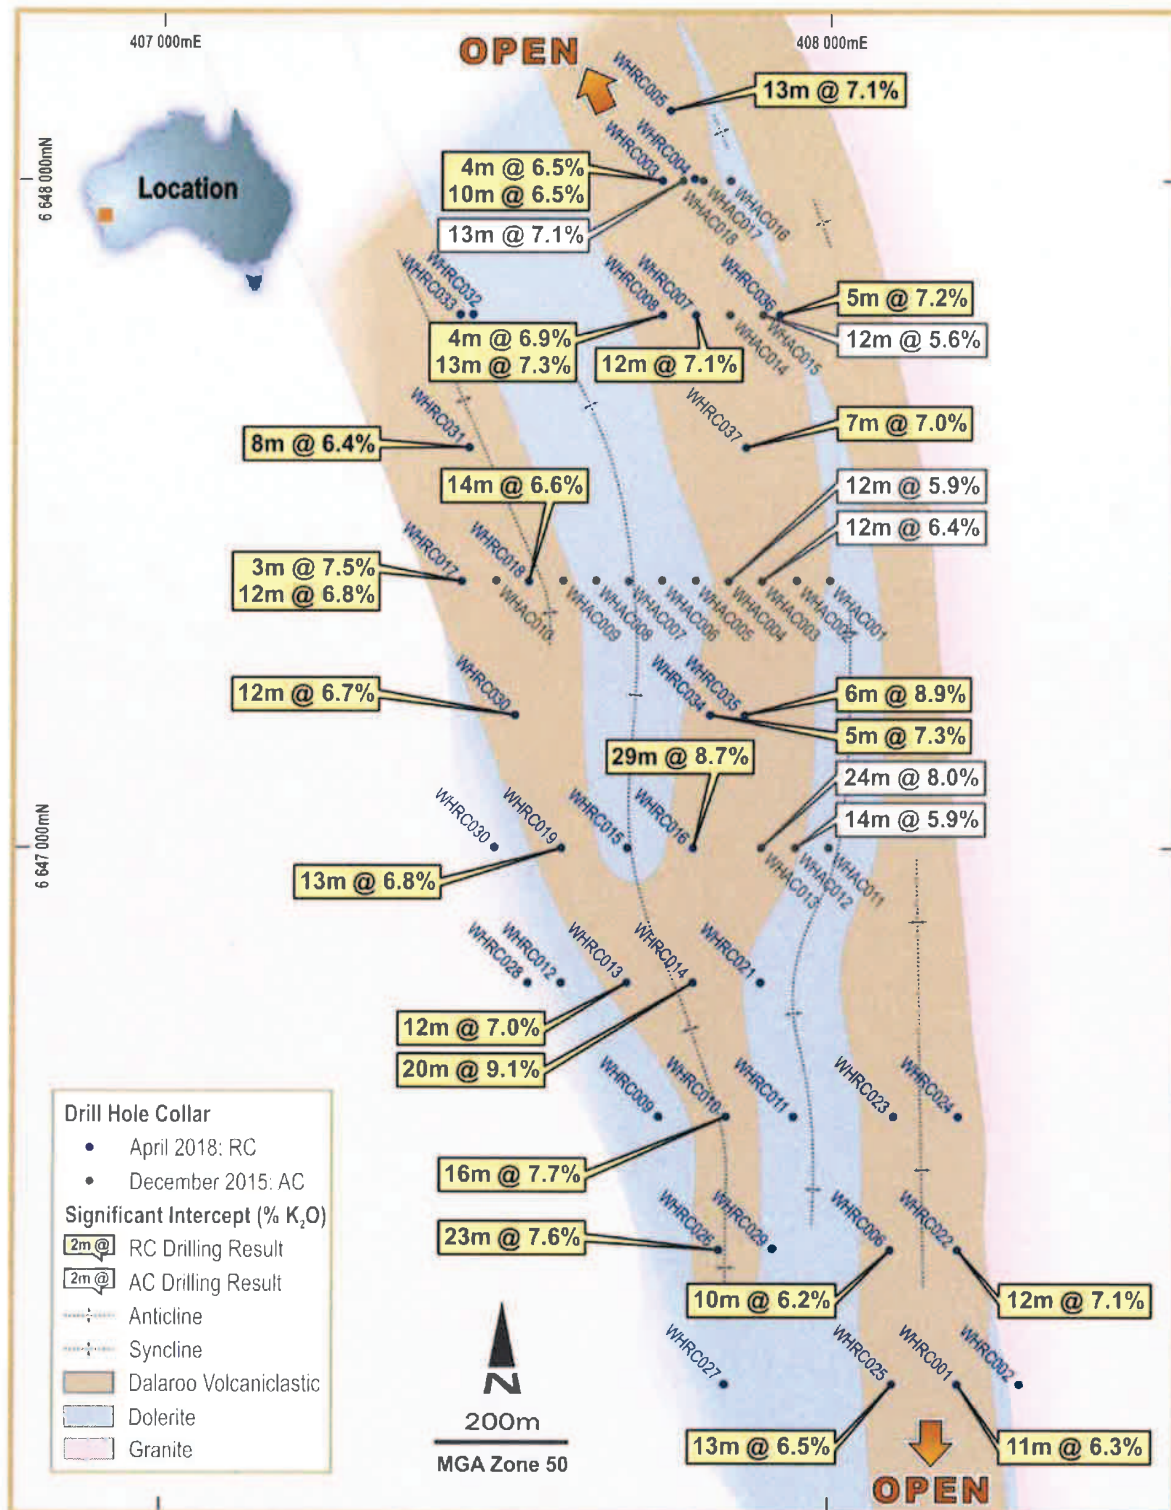 407 000mE
408 000mE
OPEN
WHRC005
13m @ 7.1%
6 648 000mN
Location
WHRC003
WHRC004
4m @ 6.5%
10m @ 6.5%
13m @ 7.1%
WHAC018
WHAC017
WHAC016
WHRC033
WHRC032
WHRC008
WHRC007
WHRC036
5m @ 7.2%
12m @ 5.6%
4m @ 6.9%
13m @ 7.3%
12m @ 7.1%
WHAC014
WHAC015
WHRC031
WHRC037
7m @ 7.0%
8m @ 6.4%
14m @ 6.6%
12m @ 5.9%
12m @ 6.4%
WHRC017
WHRC018
3m @ 7.5%
12m @ 6.8%
WHAC010
WHAC009
WHAC008
WHAC007
WHAC006
WHAC005
WHAC004
WHAC003
WHAC002
WHAC001
WHRC030
WHRC034
WHRC035
12m @ 6.7%
6m @ 8.9%
5m @ 7.3%
29m @ 8.7%
24m @ 8.0%
14m @ 5.9%
6 647 000mN
WHRC030
WHRC019
WHRC015
WHRC016
WHAC013
WHAC012
WHAC011
13m @ 6.8%
WHRC028
WHRC012
WHRC013
WHRC014
WHRC021
12m @ 7.0%
20m @ 9.1%
WHRC009
WHRC010
WHRC011
WHRC023
WHRC024
16m @ 7.7%
WHRC026
WHRC029
WHRC006
WHRC022
23m @ 7.6%
10m @ 6.2%
12m @ 7.1%
WHRC027
WHRC025
WHRC001
WHRC002
13m @ 6.5%
11m @ 6.3%
OPEN
Drill Hole Collar
April 2018: RC
December 2015: AC
Significant Intercept (% K₂O)
2m @ RC Drilling Result
2m @ AC Drilling Result
Anticline
Syncline
Dalaroo Volcaniclastic
Dolerite
Granite
N
200m
MGA Zone 50